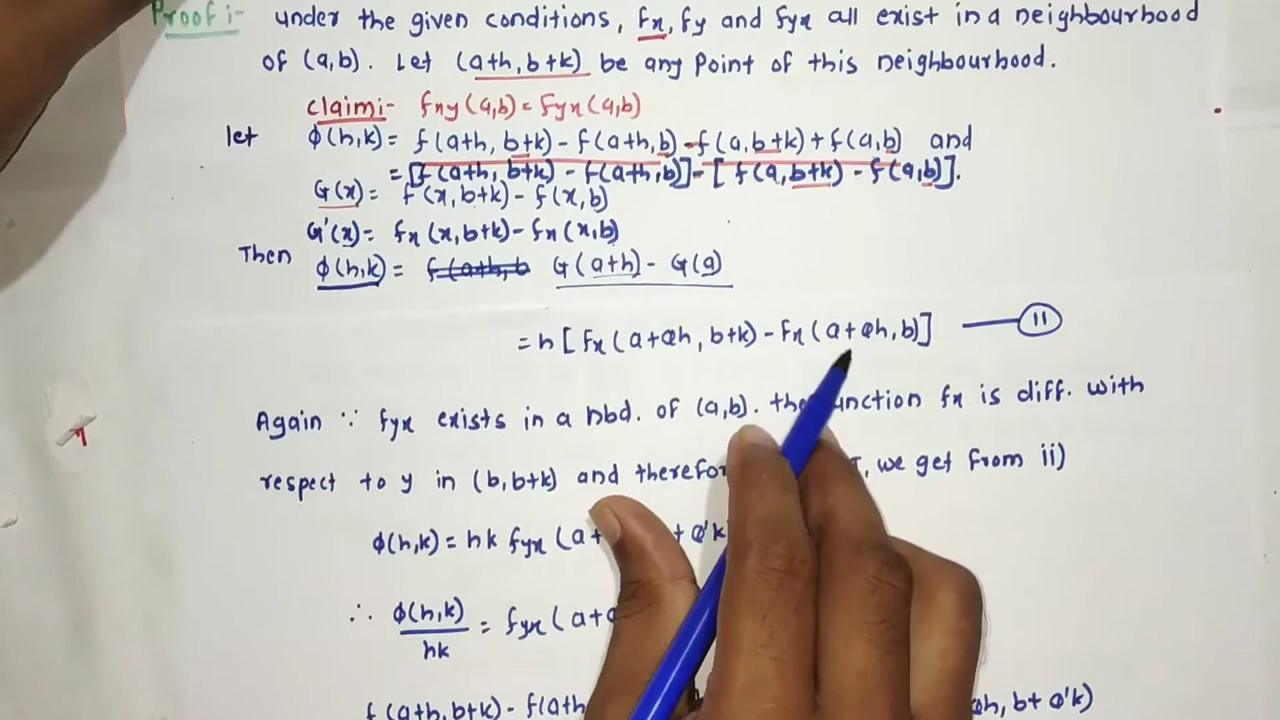 Proof:- under the given conditions, fx, fy and fyx all exist in a neighbourhood
of (a,b). Let (a+h, b+k) be any point of this neighbourhood.
claim:- fxy(a,b) = fyx(a,b)
let ϕ(h,k) = f(a+h, b+k) - f(a+h, b) - f(a, b+k) + f(a,b) and
= [f(a+h, b+k) - f(a+h, b)] - [f(a, b+k) - f(a,b)].
G(x) = f(x, b+k) - f(x, b)
G'(x) = fx(x, b+k) - fx(x, b)
Then ϕ(h,k) = G(a+h) - G(a)
= h[fx(a+θh, b+k) - fx(a+θh, b)] — ii
Again ∵ fyx exists in a nbd. of (a,b). the function fx is diff. with
respect to y in (b, b+k) and therefor , we get from ii)
ϕ(h,k) = hk fyx(a+ + θ'k
∴ ϕ(h,k)/hk = fyx(a+
f(a+h, b+k) - f(a+h θh, b+ θ'k)